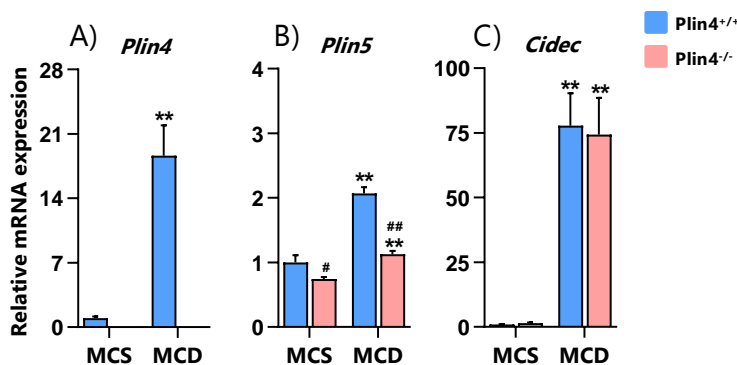 A) Plin4
B) Plin5
C) Cidec
Plin4+/+
Plin4-/-
Relative mRNA expression
28
21
14
7
0
**
MCS MCD
4
3
2
1
0
#
**
##
**
MCS MCD
100
75
50
25
0
**
**
MCS MCD